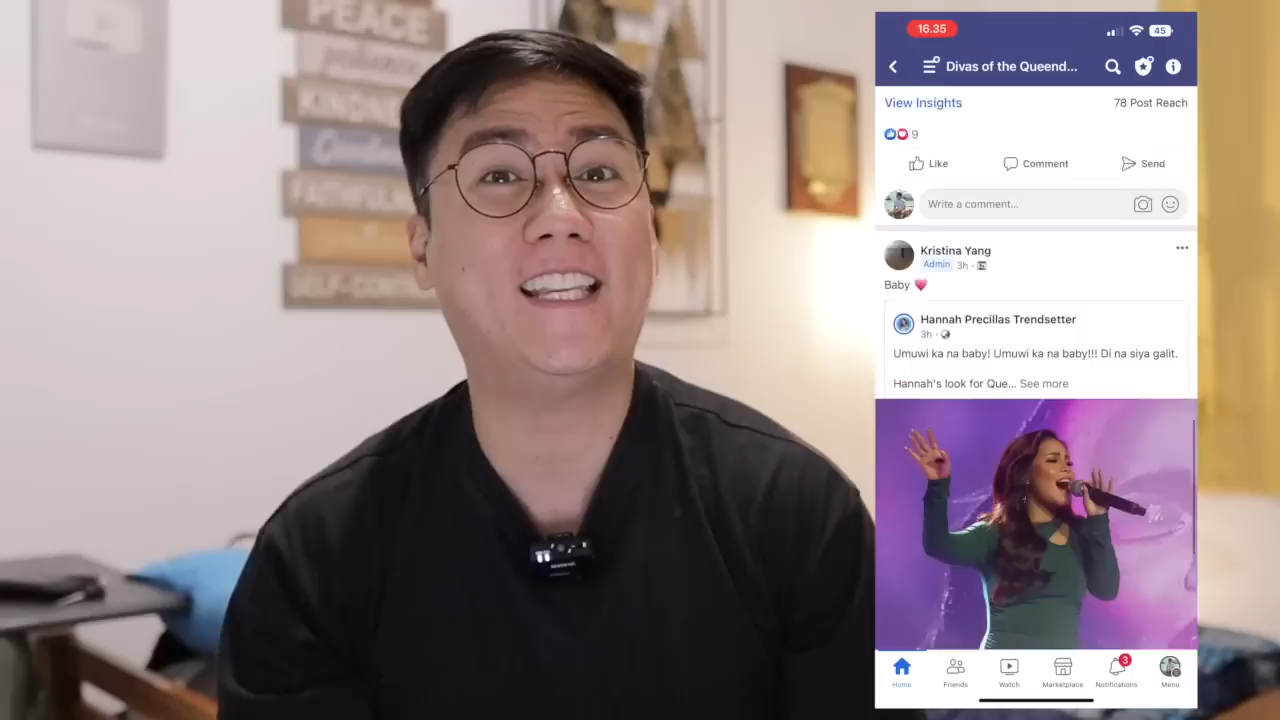 PEACE
patience
KINDNE
FAITHFUL
SELF-CONTR
16.35
45
Divas of the Queend...
View Insights
78 Post Reach
9
Like
Comment
Send
Write a comment...
Kristina Yang
Admin 3h ·
Baby
Hannah Precillas Trendsetter
3h ·
Umuwi ka na baby! Umuwi ka na baby!!! Di na siya galit.
Hannah's look for Que... See more
3
Home
Friends
Watch
Marketplace
Notifications
Menu